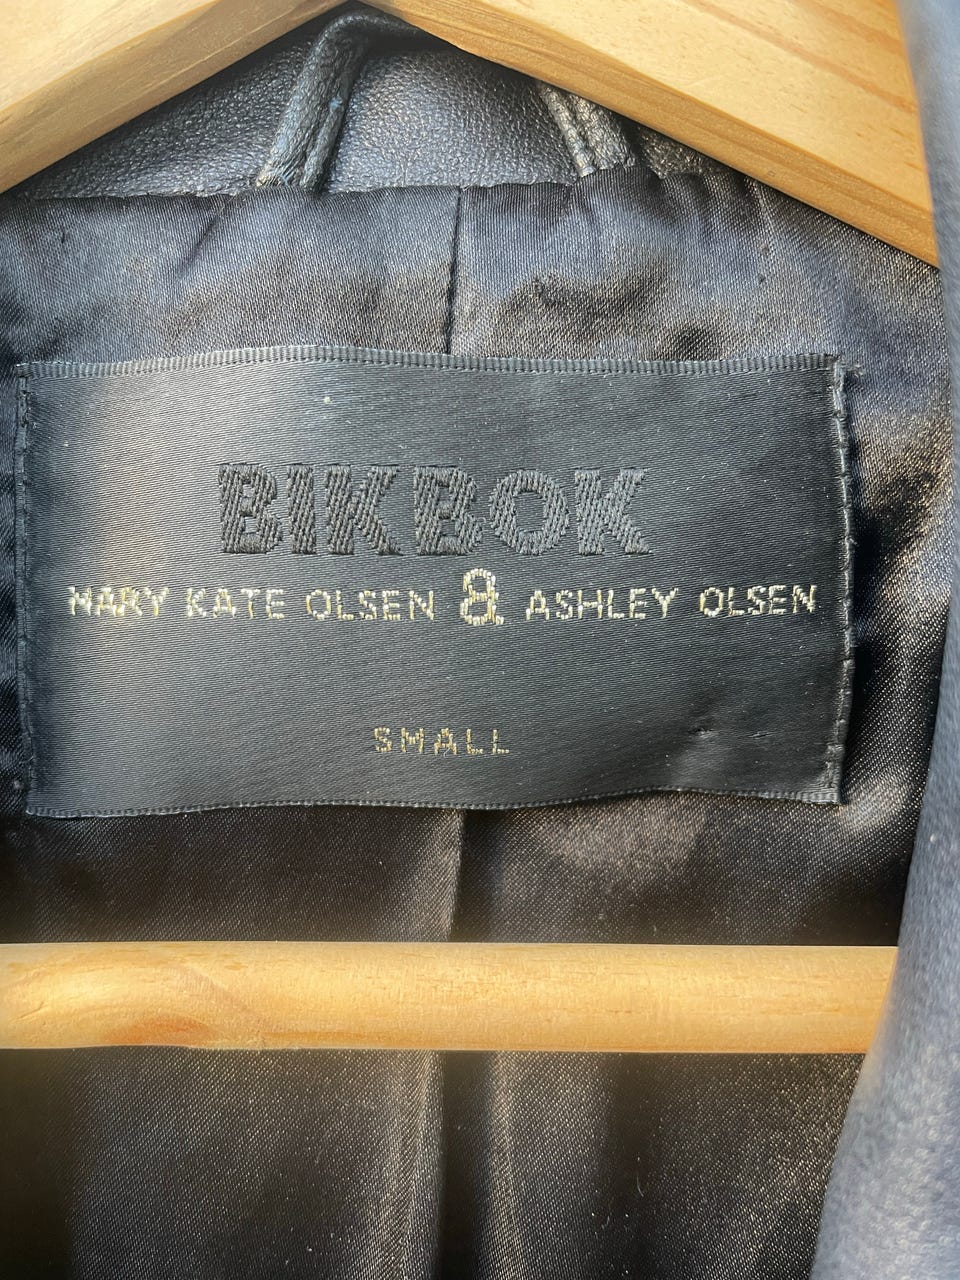 BIKBOK
MARY KATE OLSEN & ASHLEY OLSEN
SMALL